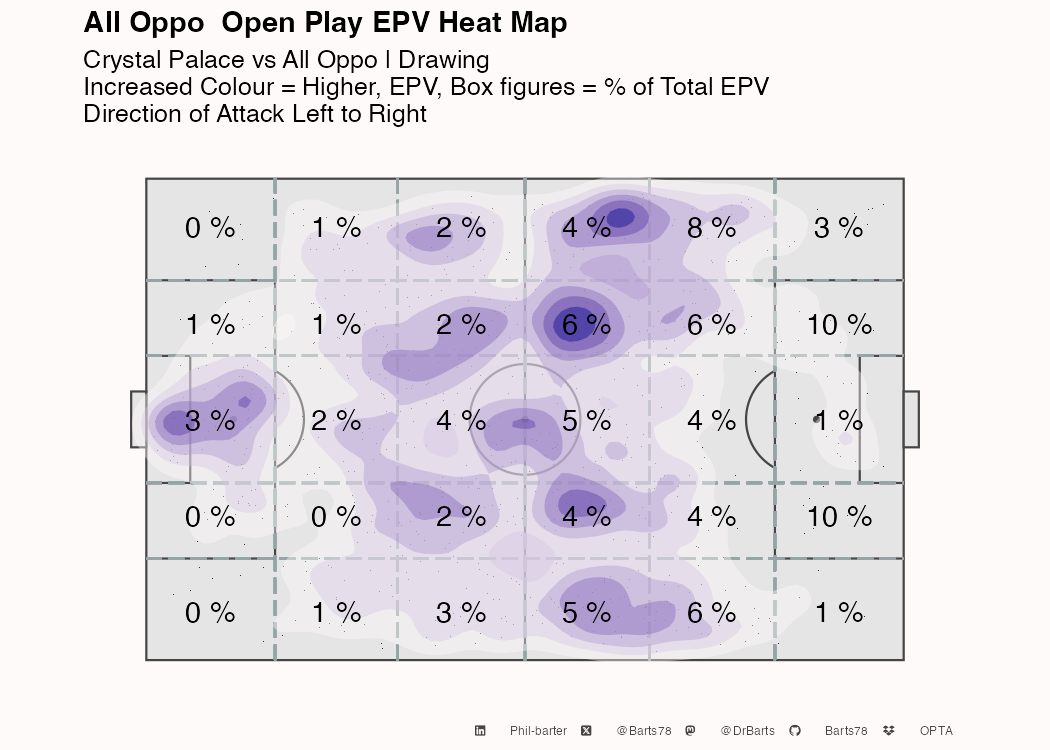 All Oppo  Open Play EPV Heat Map
Crystal Palace vs All Oppo | Drawing
Increased Colour = Higher, EPV, Box figures = % of Total EPV
Direction of Attack Left to Right
0 % 1 % 2 % 4 % 8 % 3 %
1 % 1 % 2 % 6 % 6 % 10 %
3 % 2 % 4 % 5 % 4 % 1 %
0 % 0 % 2 % 4 % 4 % 10 %
0 % 1 % 3 % 5 % 6 % 1 %
Phil-barter @Barts78 @DrBarts Barts78 OPTA